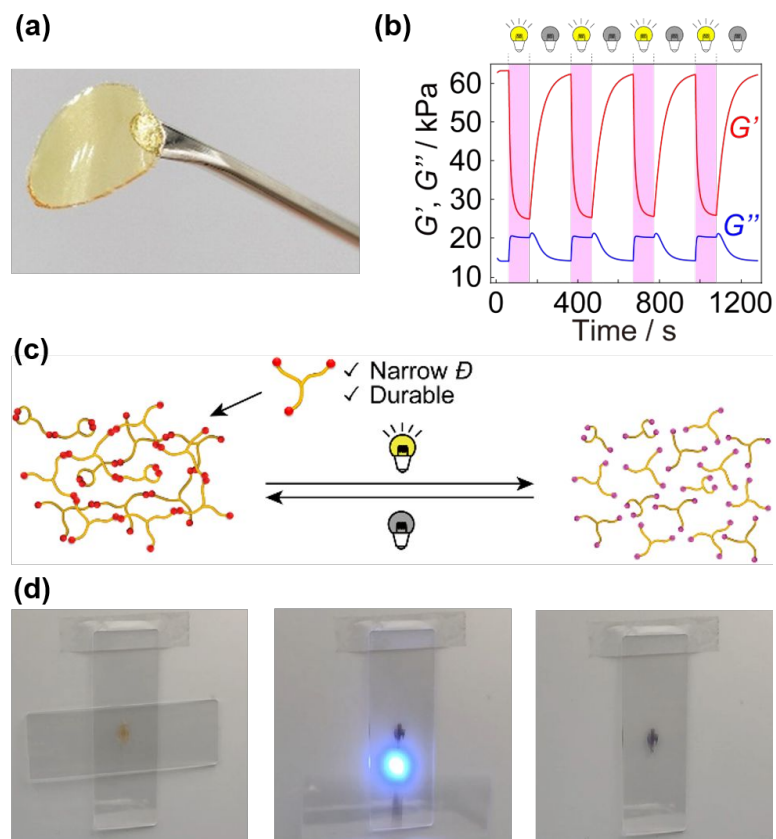 (a)
(b)
60
50
40
30
20
10
G', G'' / kPa
G'
G''
0
400
800
1200
Time / s
(c)
✓ Narrow Đ
✓ Durable
(d)